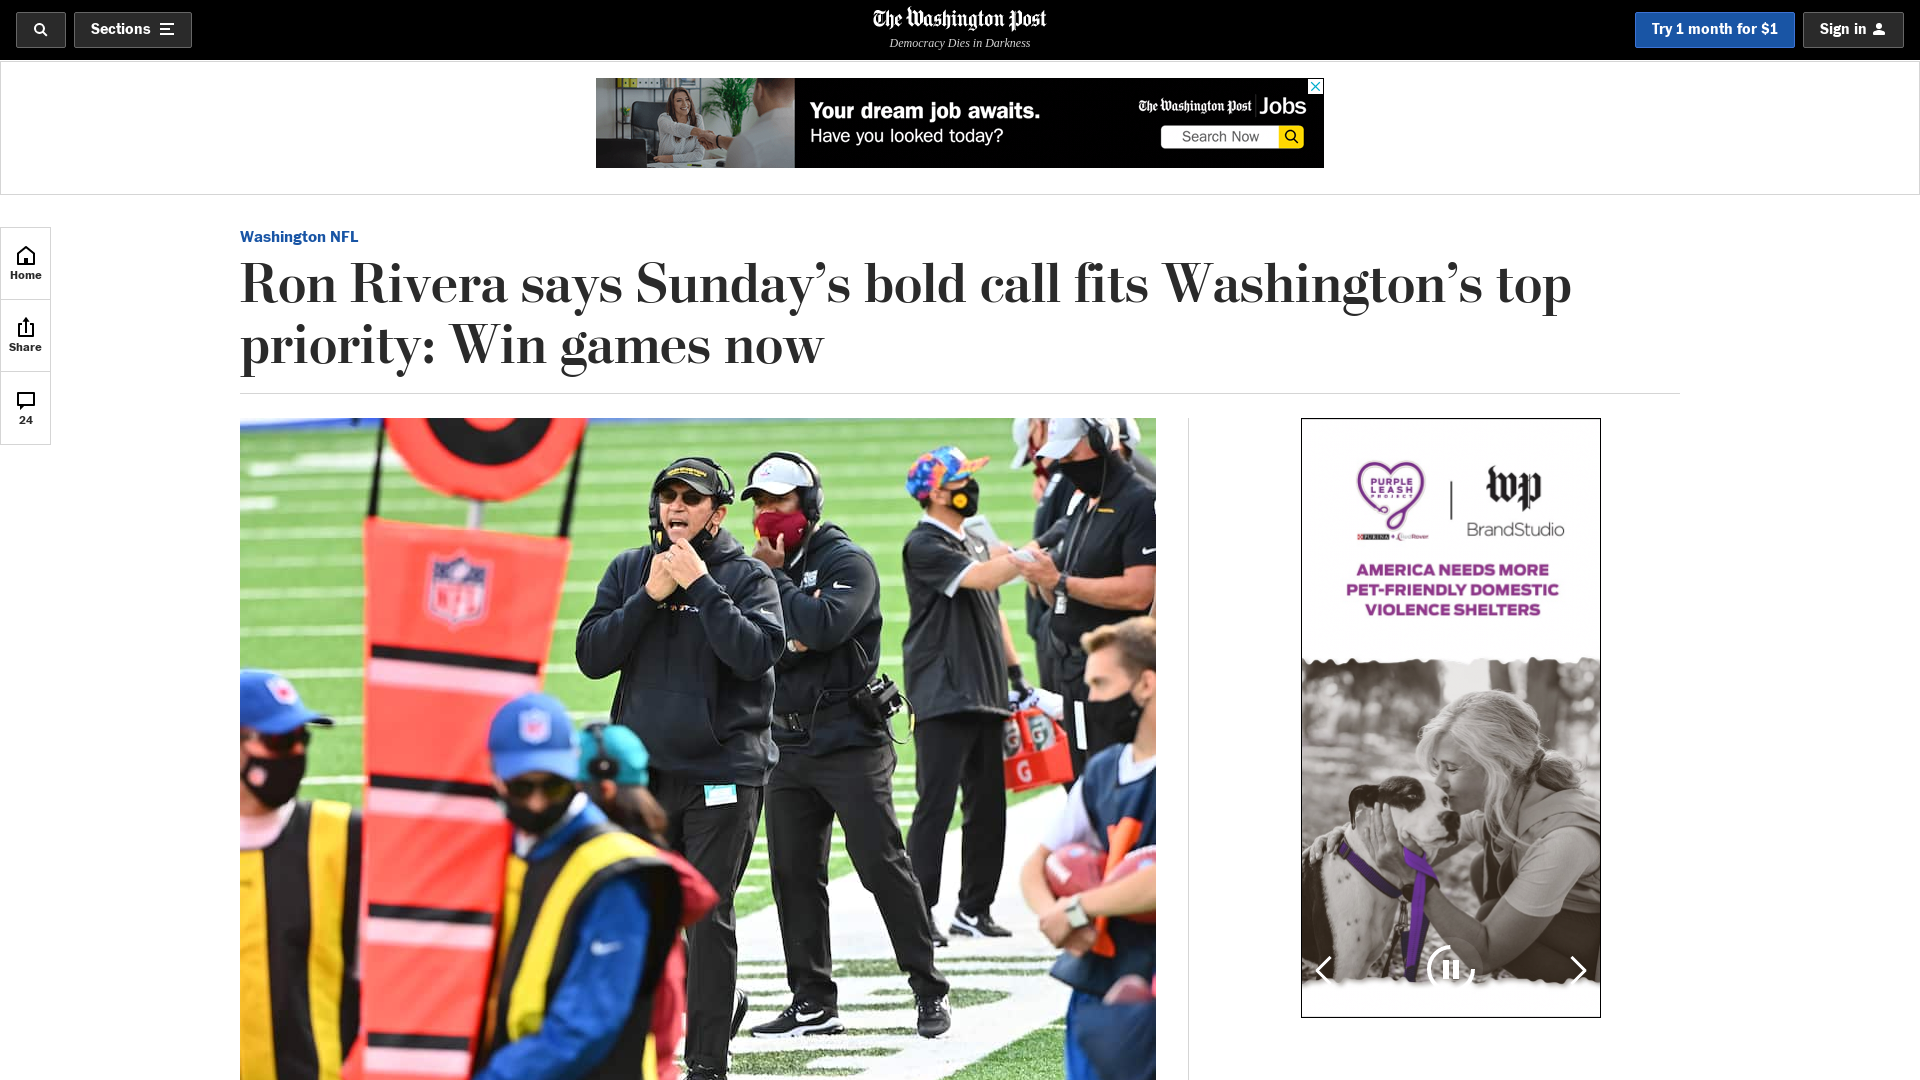 Sections
The Washington Post
Democracy Dies in Darkness
Try 1 month for $1
Sign in
Your dream job awaits.
Have you looked today?
The Washington Post Jobs
Search Now
Home
Share
24
Washington NFL
Ron Rivera says Sunday’s bold call fits Washington’s top
priority: Win games now
NFL
G
PURPLE
LEASH
PROJECT
PURINA
wp
BrandStudio
AMERICA NEEDS MORE
PET-FRIENDLY DOMESTIC
VIOLENCE SHELTERS